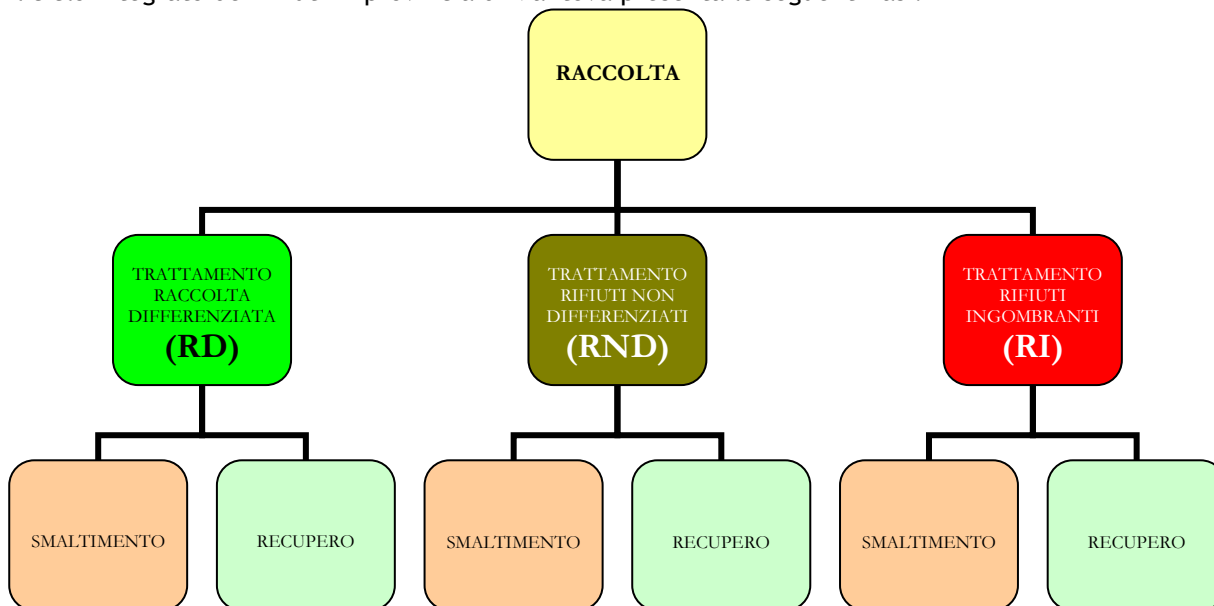 RACCOLTA
TRATTAMENTO
RACCOLTA
DIFFERENZIATA
(RD)
TRATTAMENTO
RIFIUTI NON
DIFFERENZIATI
(RND)
TRATTAMENTO
RIFIUTI
INGOMBRANTI
(RI)
SMALTIMENTO
RECUPERO
SMALTIMENTO
RECUPERO
SMALTIMENTO
RECUPERO